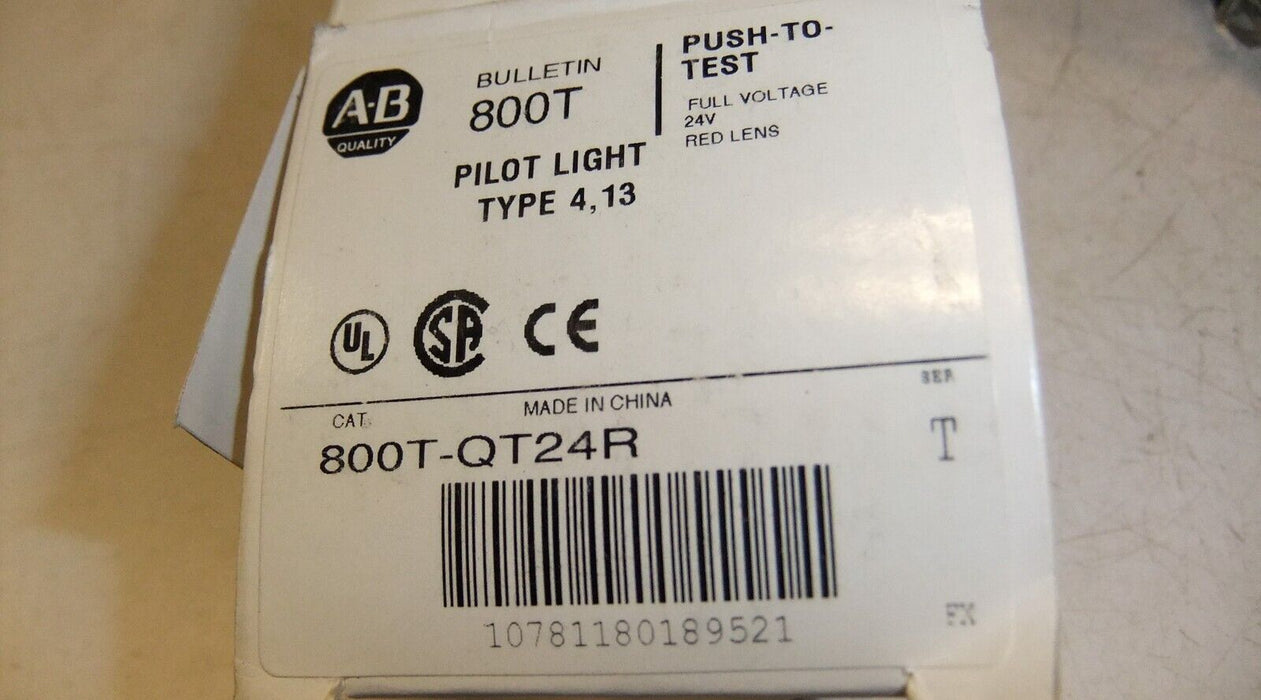 A-B
QUALITY
BULLETIN
800T
PILOT LIGHT
TYPE 4,13
PUSH-TO-
TEST
FULL VOLTAGE
24V
RED LENS
UL
CSA
CE
CAT.
MADE IN CHINA
SER
800T-QT24R
T
10781180189521
FX